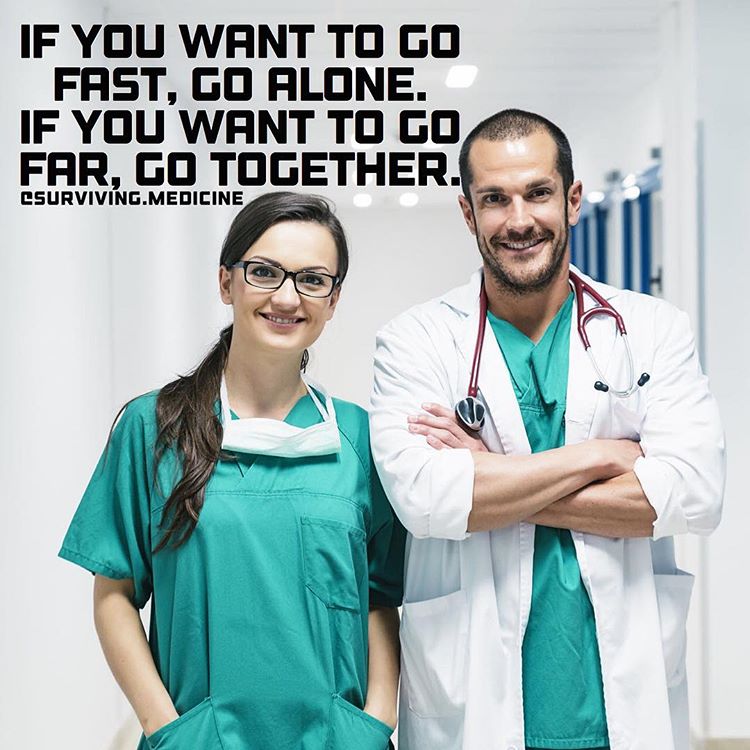 IF YOU WANT TO GO
FAST, GO ALONE.
IF YOU WANT TO GO
FAR, GO TOGETHER.
@SURVIVING.MEDICINE